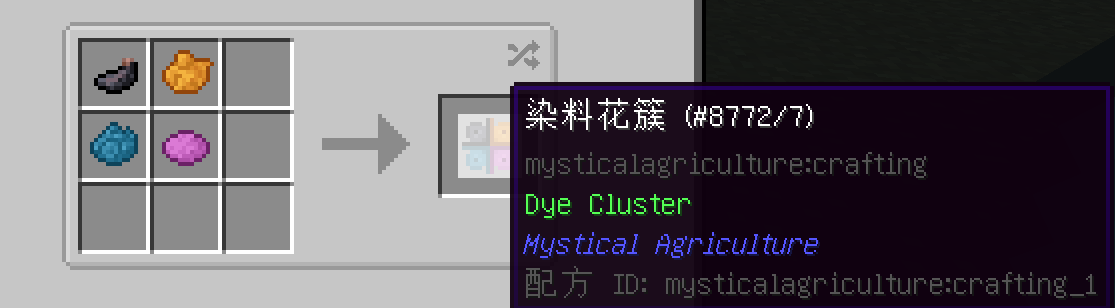 染料花簇 (#8772/7)
mysticalagriculture:crafting
Dye Cluster
Mystical Agriculture
配方 ID: mysticalagriculture:crafting_1